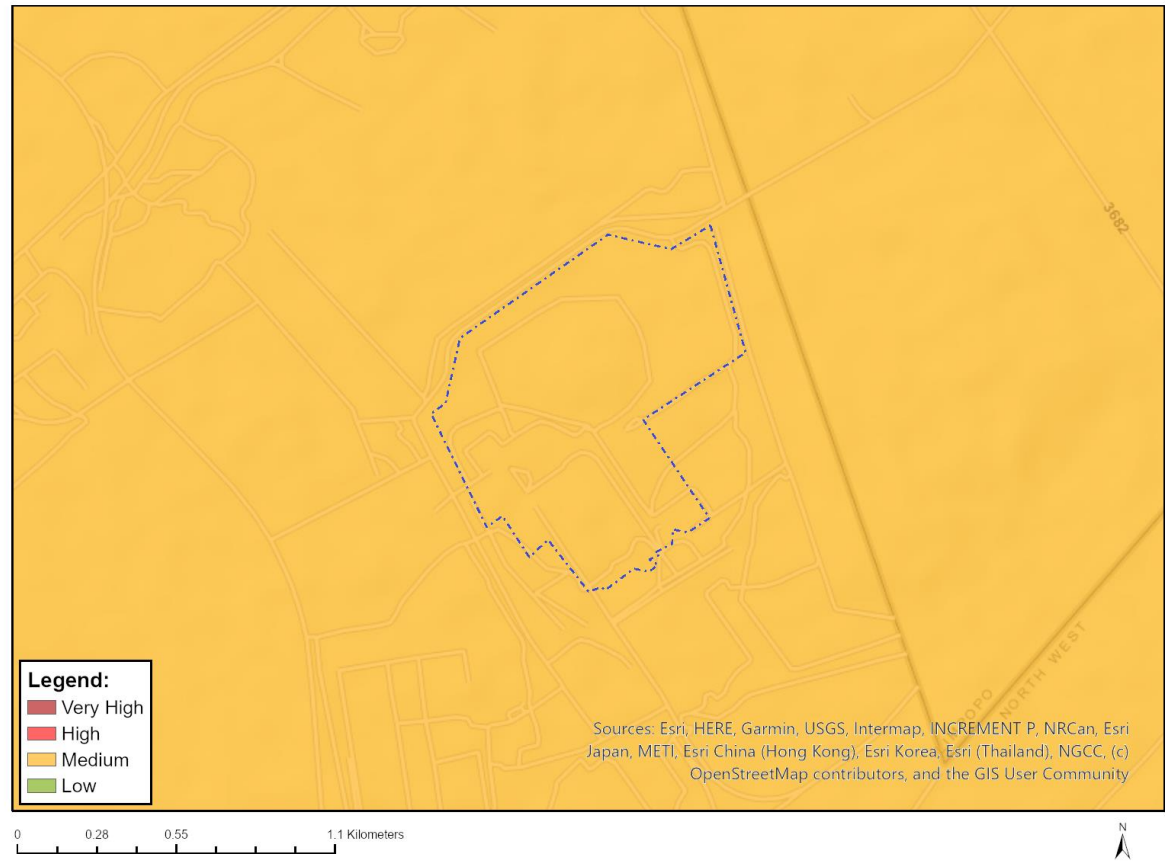 3682
NORTH WEST
Legend:
Very High
High
Medium
Low
Sources: Esri, HERE, Garmin, USGS, Intermap, INCREMENT P, NRCan, Esri
Japan, METI, Esri China (Hong Kong), Esri Korea, Esri (Thailand), NGCC, (c)
OpenStreetMap contributors, and the GIS User Community
0 0.28 0.55 1.1 Kilometers
N